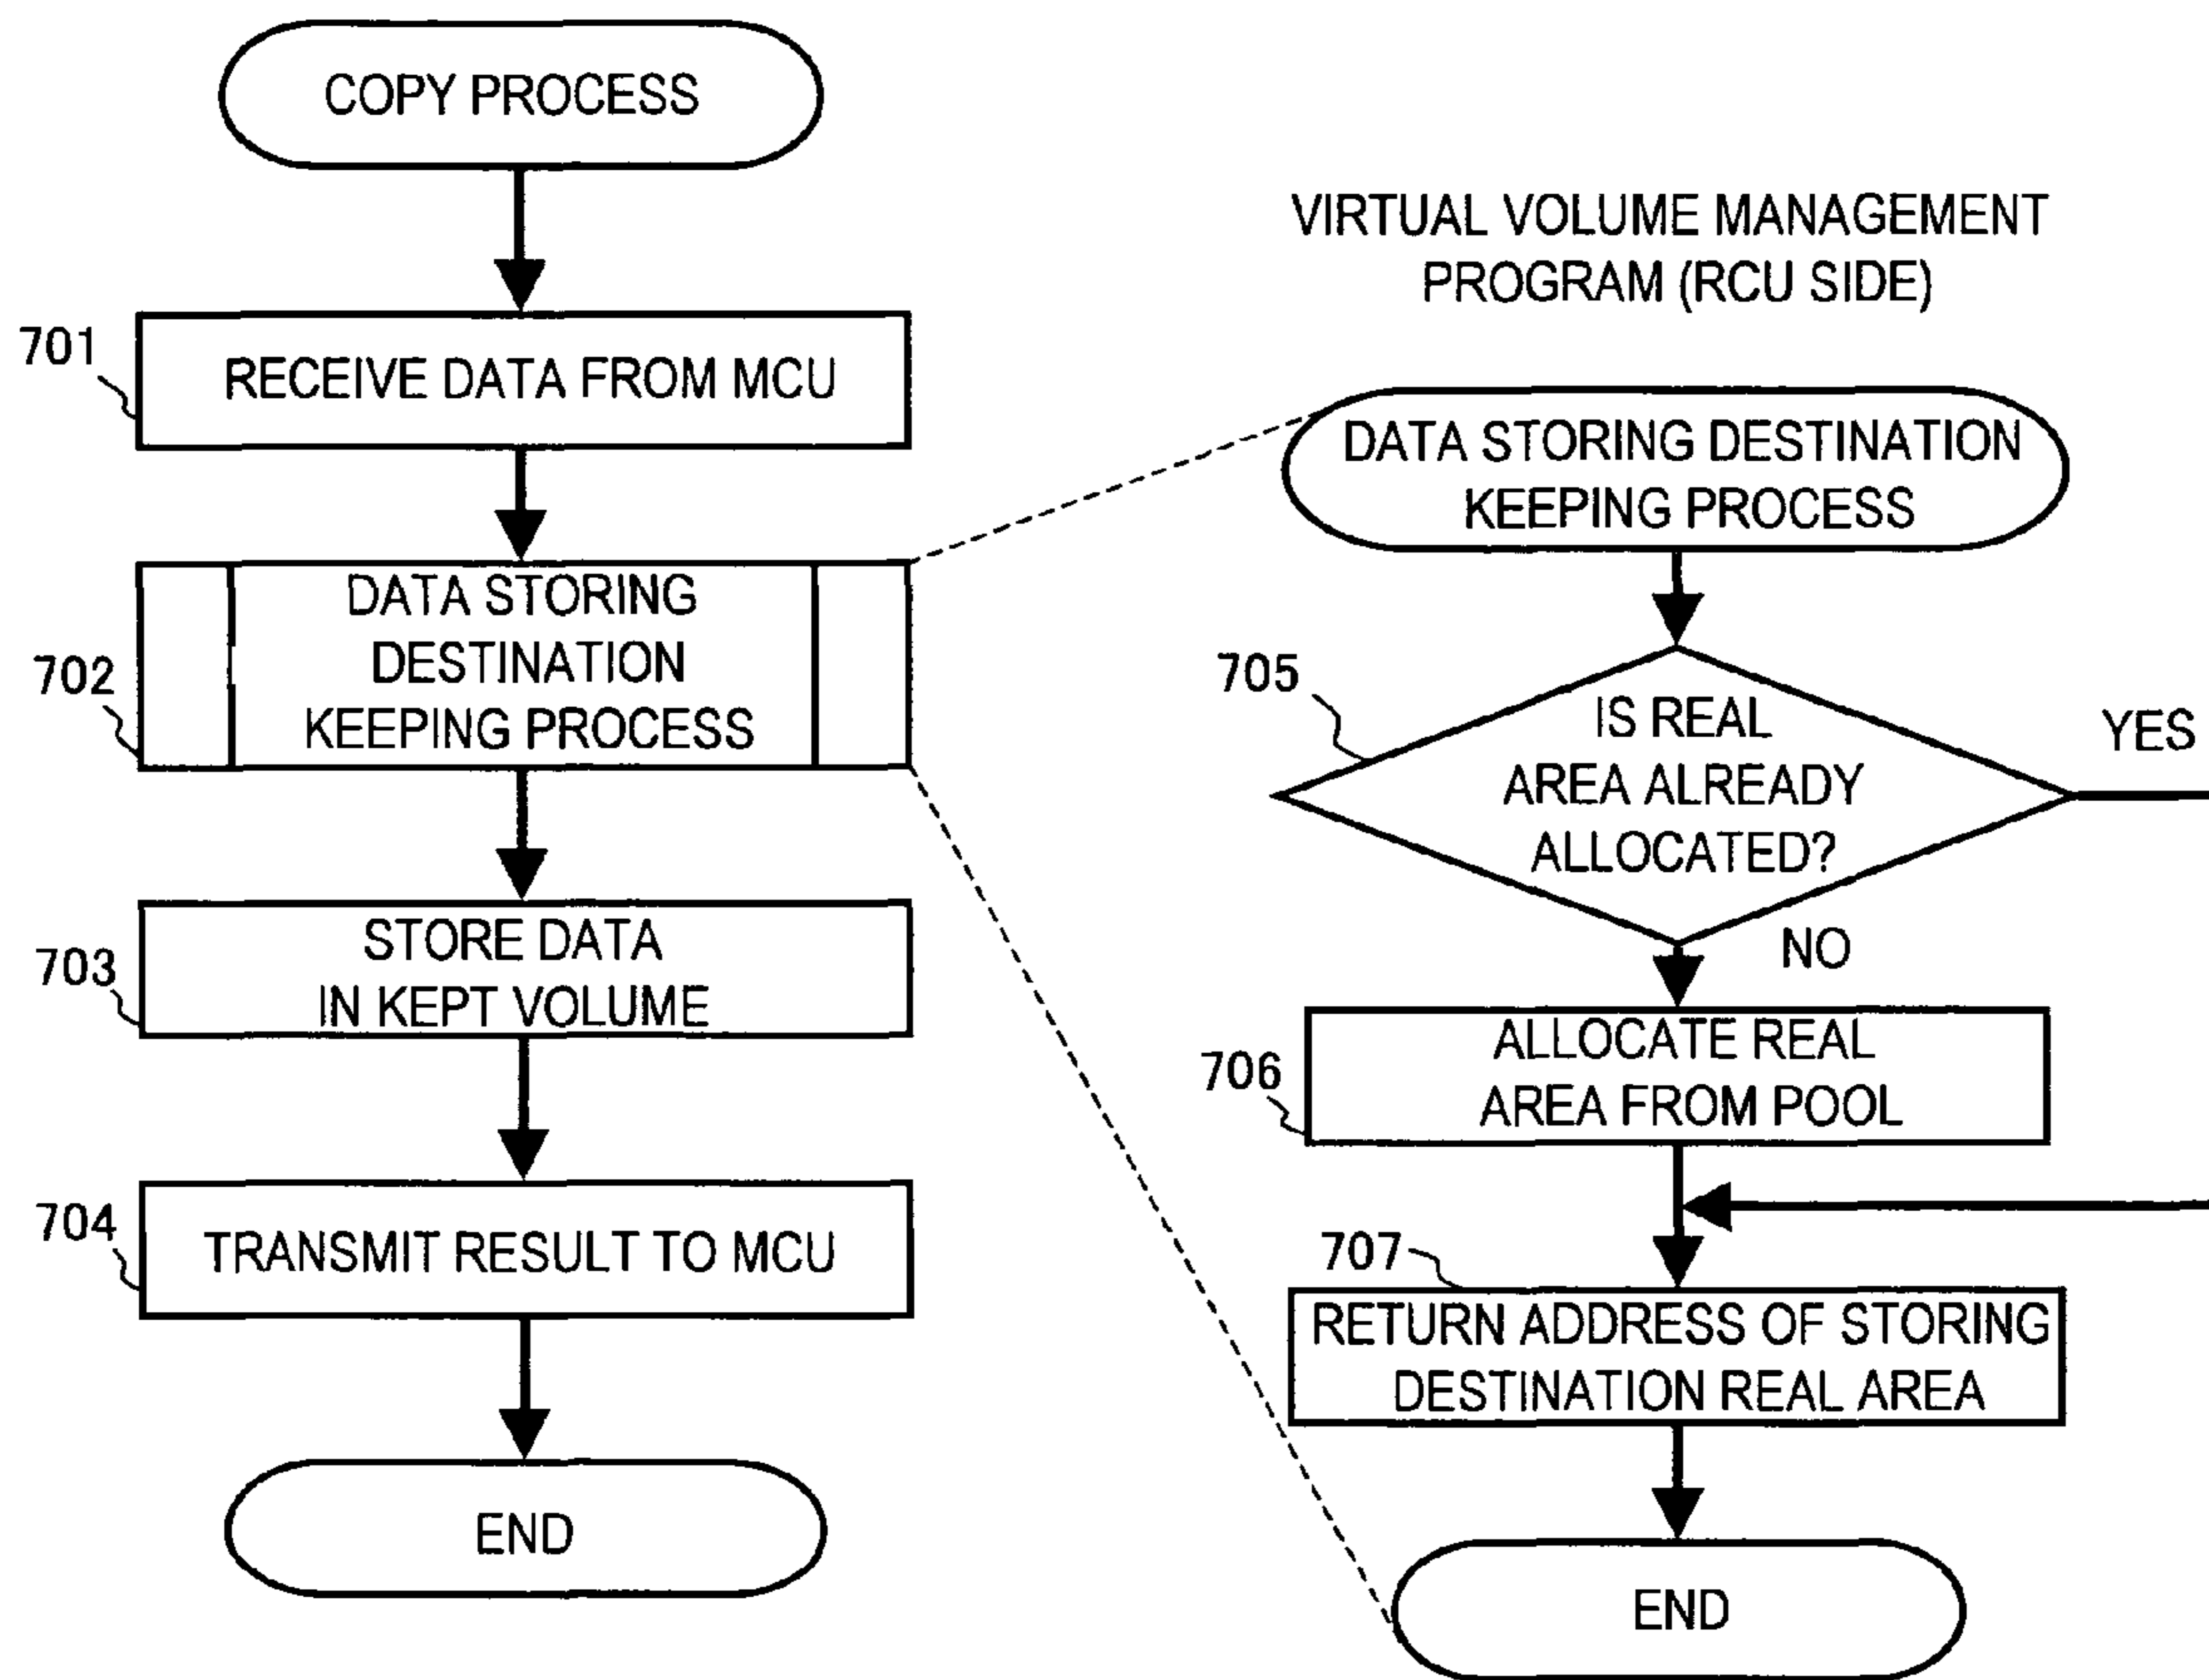 COPY PROCESS
701
RECEIVE DATA FROM MCU
702
DATA STORING
DESTINATION
KEEPING PROCESS
703
STORE DATA
IN KEPT VOLUME
704
TRANSMIT RESULT TO MCU
END
VIRTUAL VOLUME MANAGEMENT
PROGRAM (RCU SIDE)
DATA STORING DESTINATION
KEEPING PROCESS
705
IS REAL
AREA ALREADY
ALLOCATED?
YES
NO
706
ALLOCATE REAL
AREA FROM POOL
707
RETURN ADDRESS OF STORING
DESTINATION REAL AREA
END